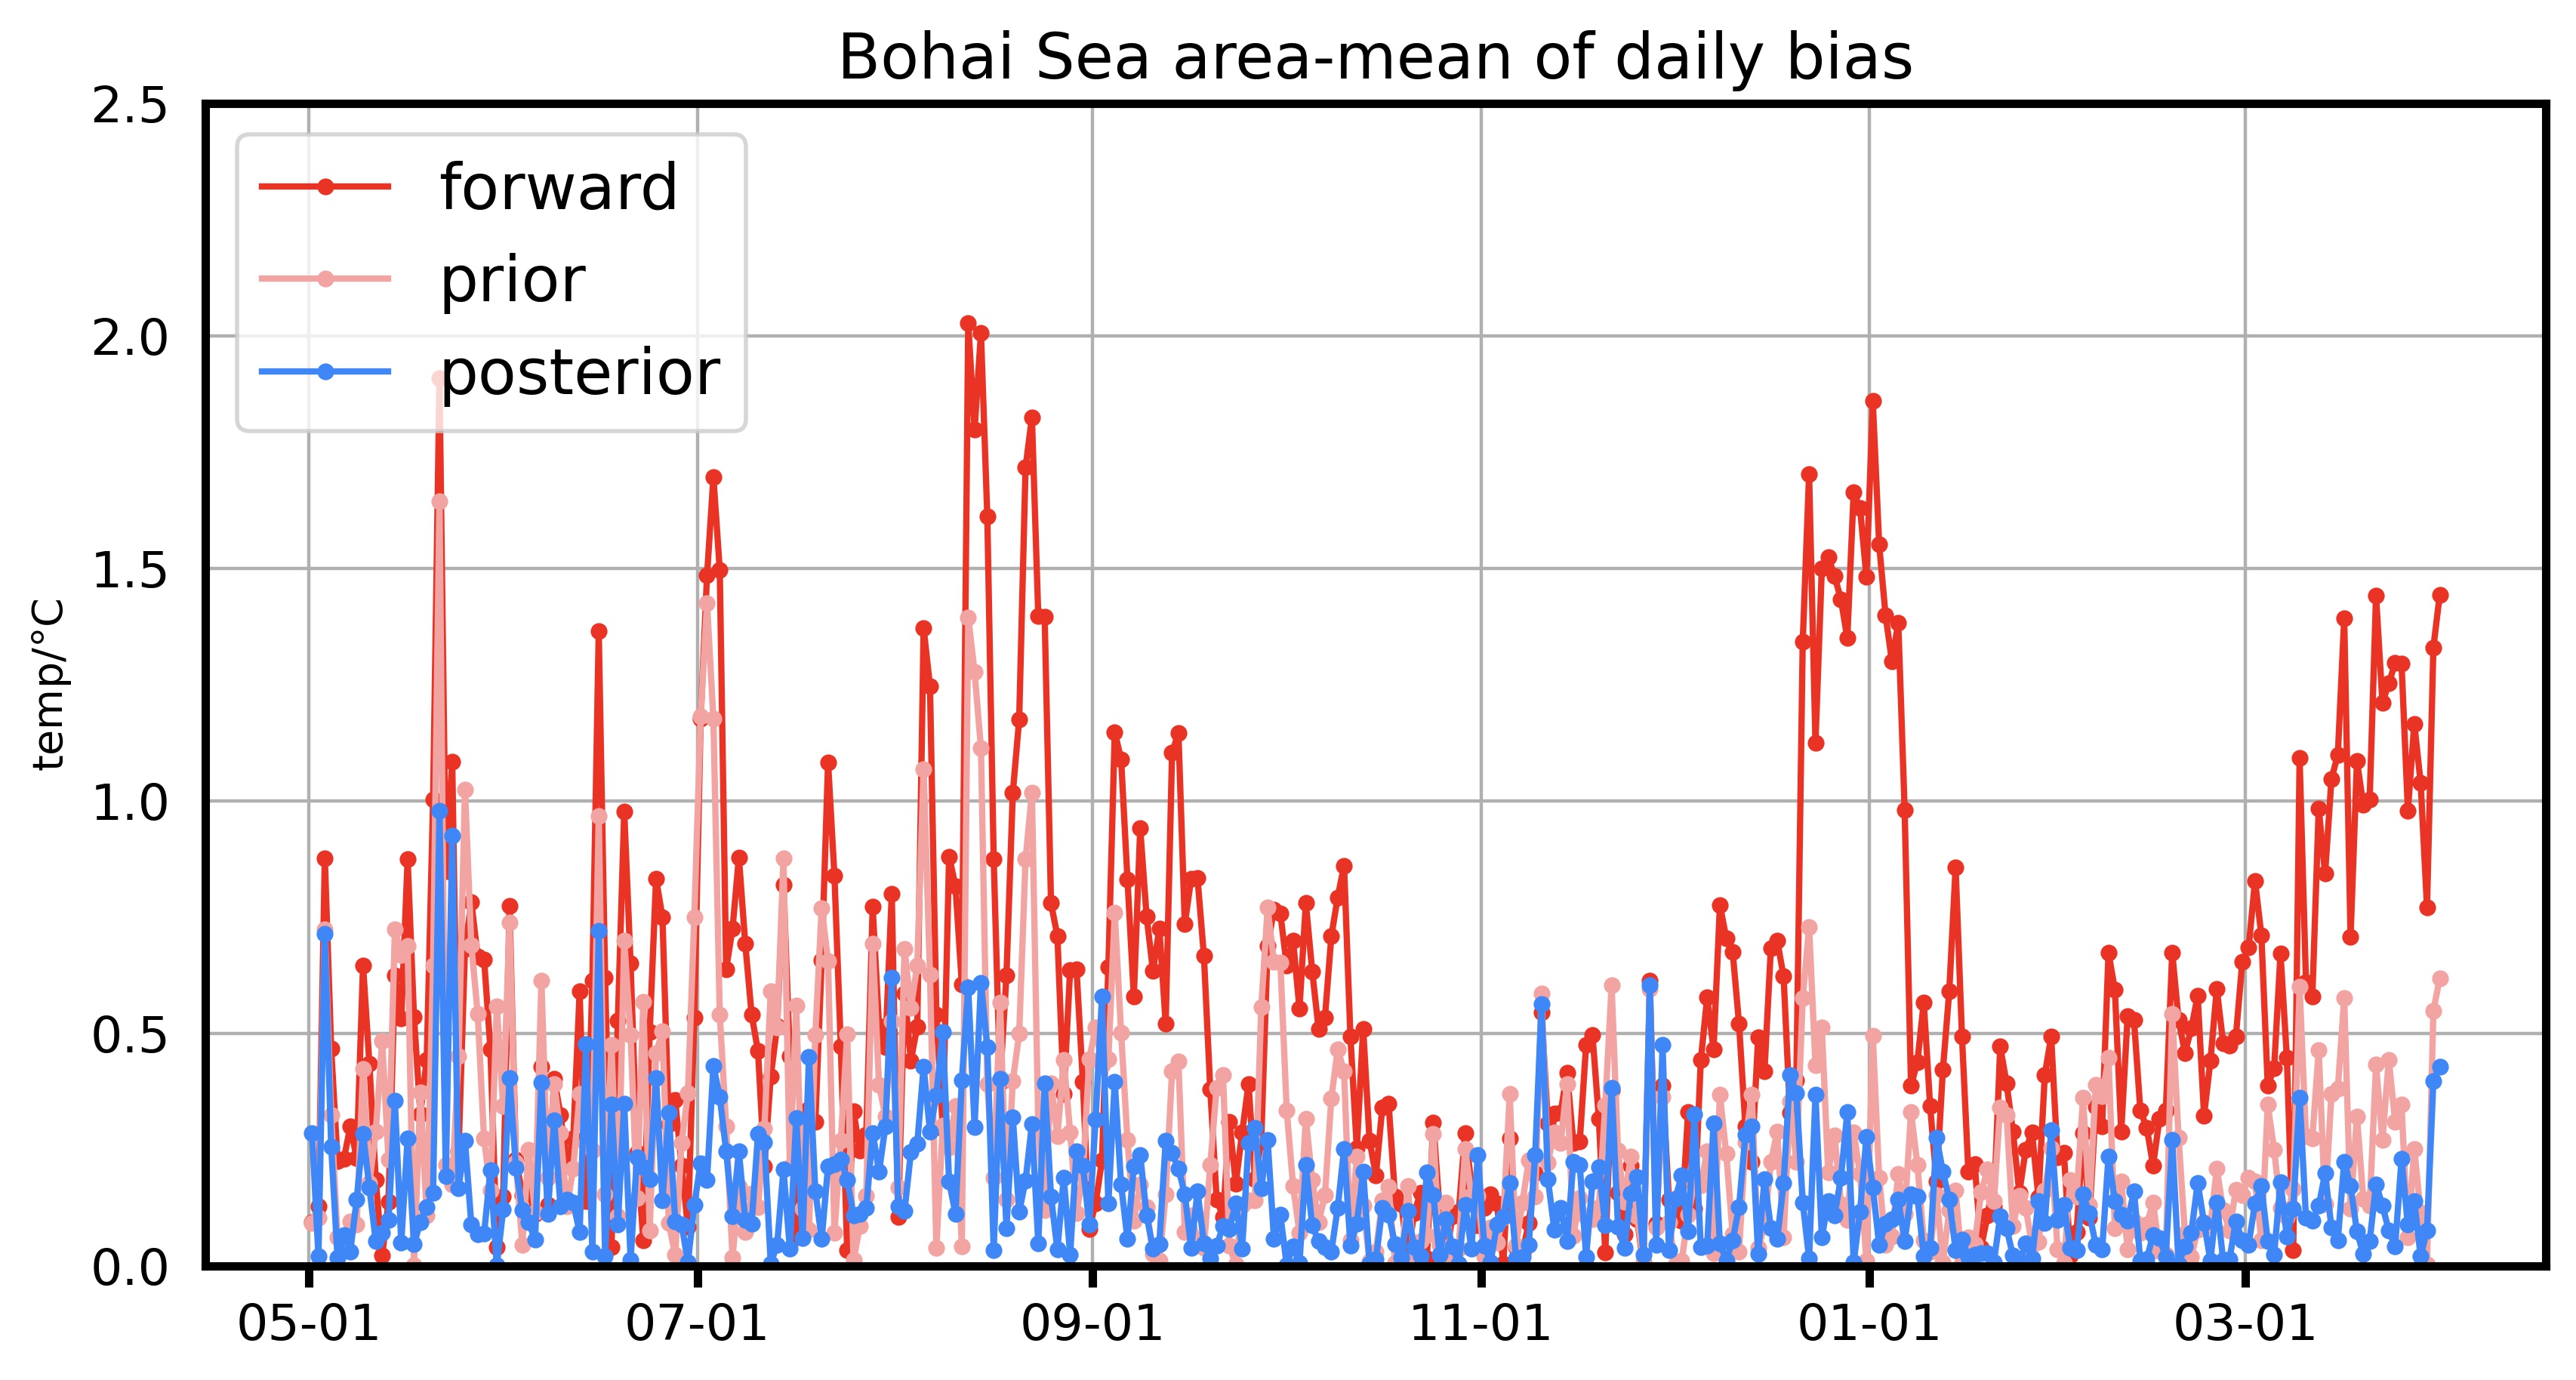 Bohai Sea area-mean of daily bias
2.5
2.0
1.5
1.0
0.5
0.0
temp/°C
forward
prior
posterior
05-01 07-01 09-01 11-01 01-01 03-01